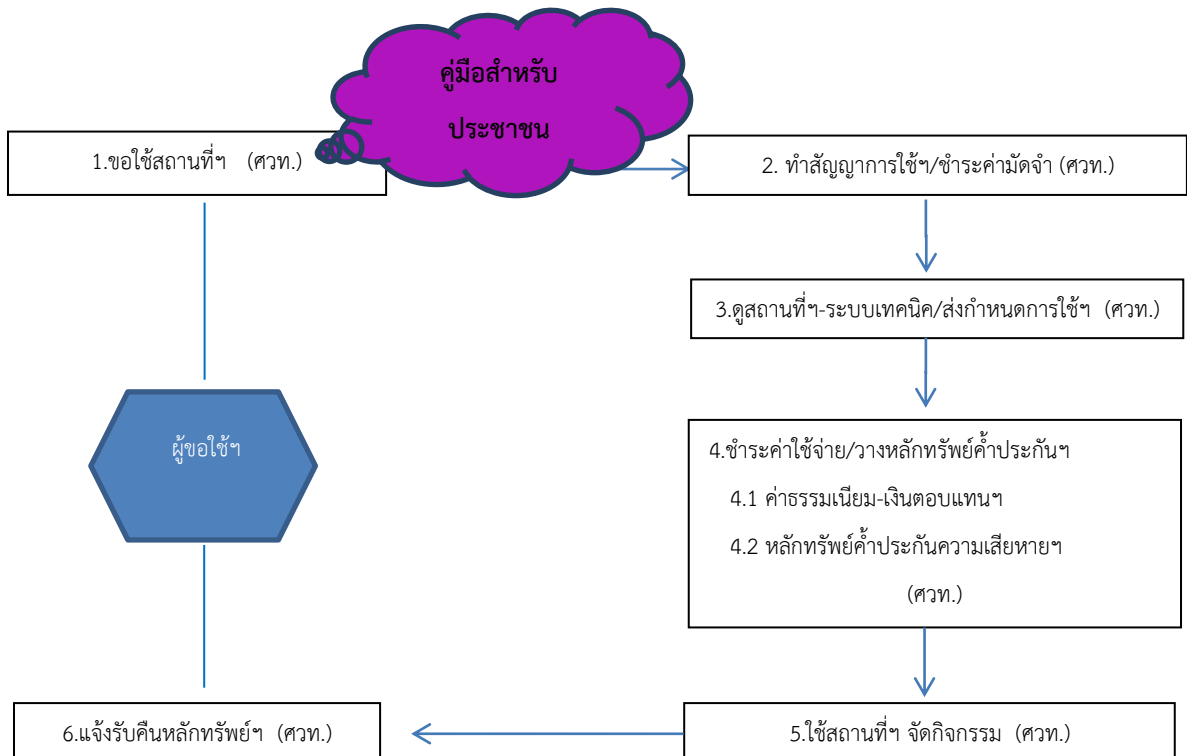 คู่มือสำหรับ
ประชาชน
1.ขอใช้สถานที่ฯ (ศวท.)
2. ทำสัญญาการใช้ฯ/ชำระค่ามัดจำ (ศวท.)
3.ดูสถานที่ฯ-ระบบเทคนิค/ส่งกำหนดการใช้ฯ (ศวท.)
ผู้ขอใช้ฯ
4.ชำระค่าใช้จ่าย/วางหลักทรัพย์ค้ำประกันฯ
4.1 ค่าธรรมเนียม-เงินตอบแทนฯ
4.2 หลักทรัพย์ค้ำประกันความเสียหายฯ
(ศวท.)
6.แจ้งรับคืนหลักทรัพย์ฯ (ศวท.)
5.ใช้สถานที่ฯ จัดกิจกรรม (ศวท.)